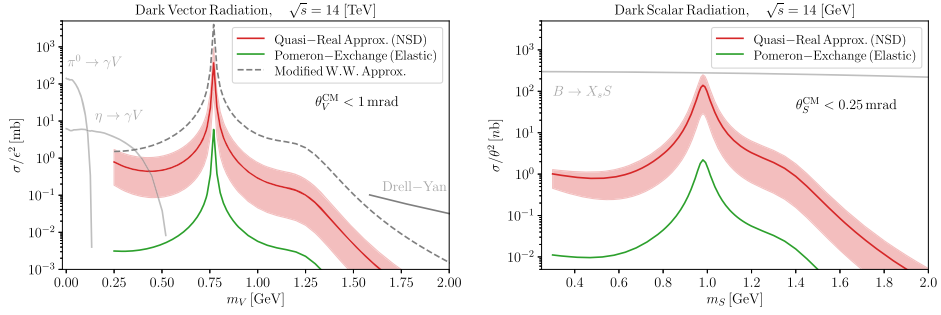 Dark Vector Radiation, √s = 14 [TeV]
σ/ϵ² [mb]
10³
10²
10¹
10⁰
10⁻¹
10⁻²
10⁻³
π⁰ → γV
η → γV
Quasi−Real Approx. (NSD)
Pomeron−Exchange (Elastic)
Modified W.W. Approx.
θ_V^CM < 1 mrad
Drell−Yan
0.00 0.25 0.50 0.75 1.00 1.25 1.50 1.75 2.00
m_V [GeV]
Dark Scalar Radiation, √s = 14 [GeV]
σ/θ² [nb]
10³
10²
10¹
10⁰
10⁻¹
10⁻²
Quasi−Real Approx. (NSD)
Pomeron−Exchange (Elastic)
B → X_sS
θ_S^CM < 0.25 mrad
0.4 0.6 0.8 1.0 1.2 1.4 1.6 1.8 2.0
m_S [GeV]